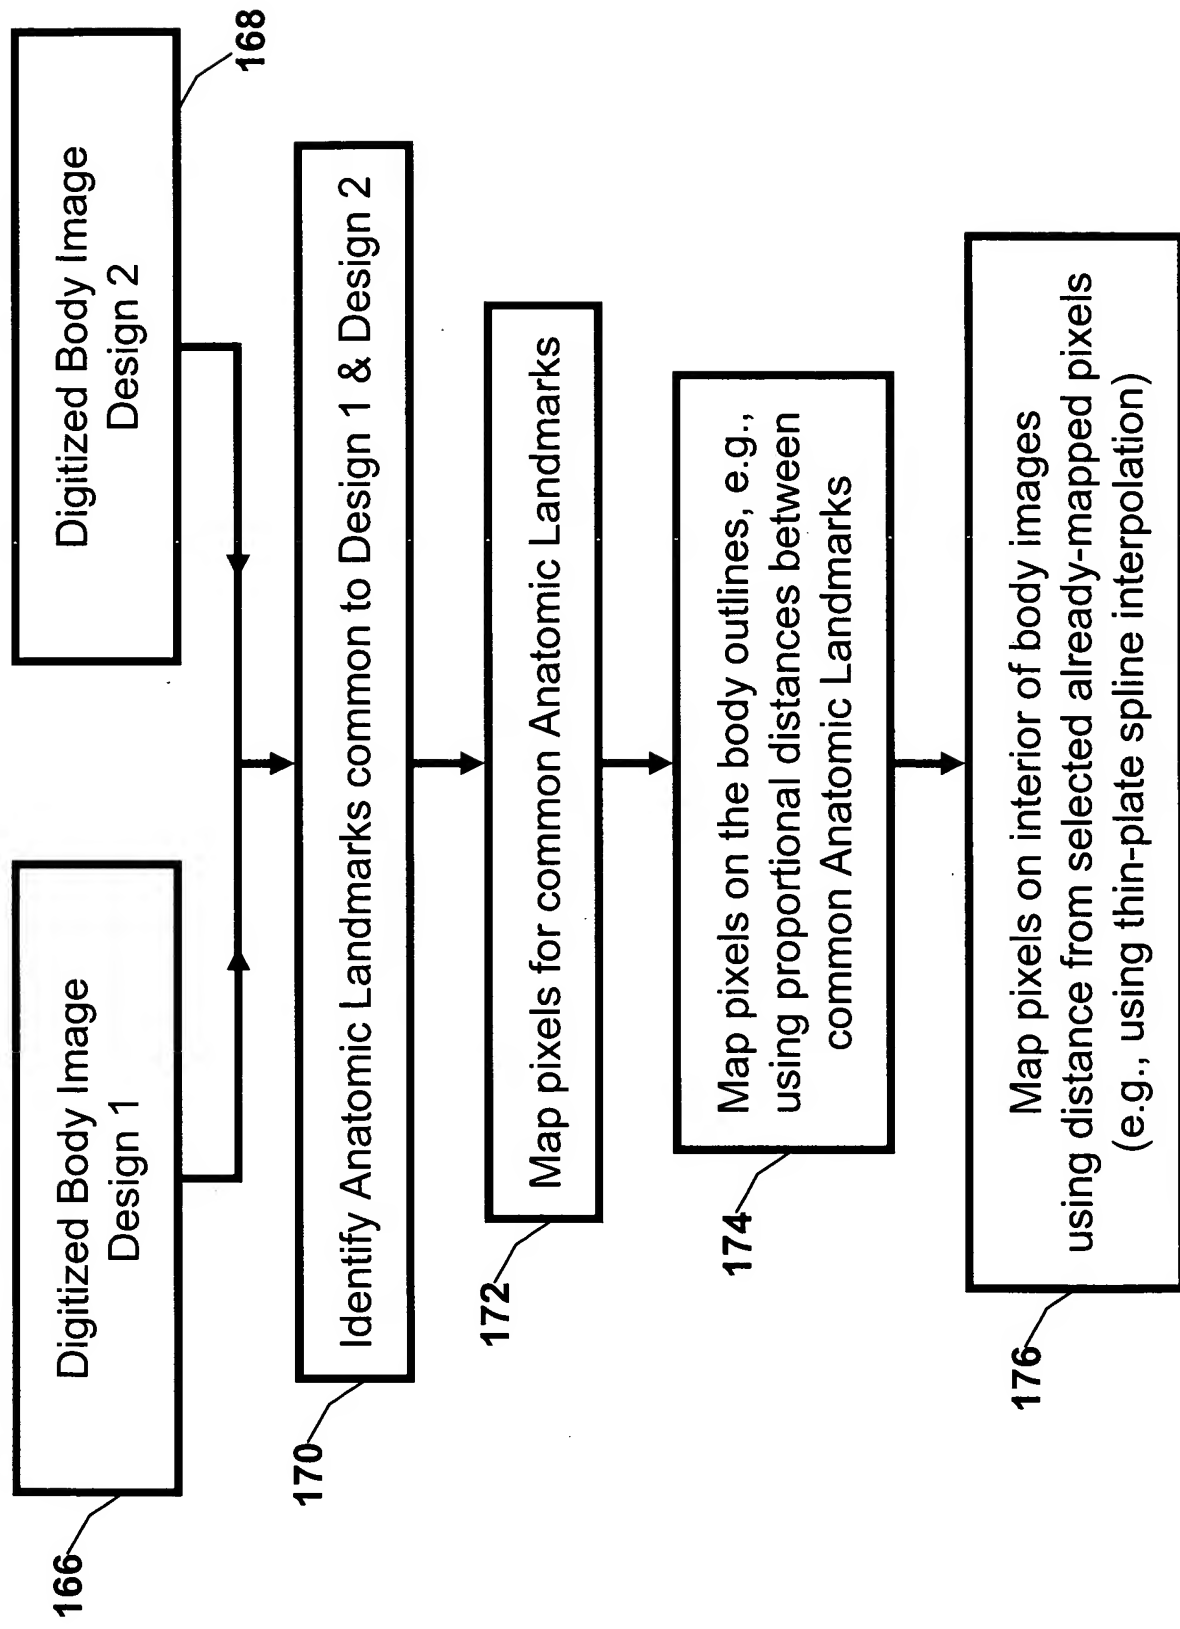 Digitized Body Image
Design 1
166
Digitized Body Image
Design 2
168
Identify Anatomic Landmarks common to Design 1 & Design 2
170
Map pixels for common Anatomic Landmarks
172
Map pixels on the body outlines, e.g.,
using proportional distances between
common Anatomic Landmarks
174
Map pixels on interior of body images
using distance from selected already-mapped pixels
(e.g., using thin-plate spline interpolation)
176